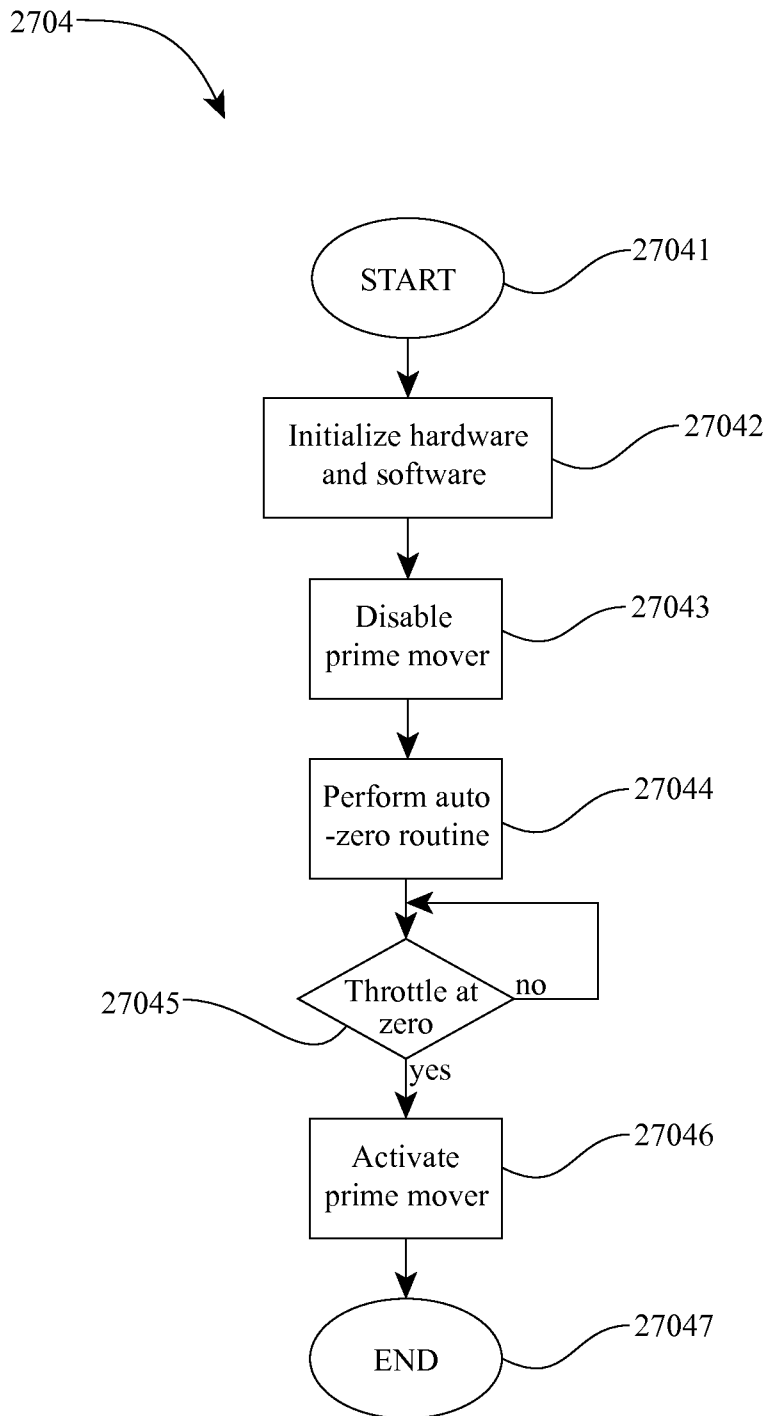 2704
START
27041
Initialize hardware
and software
27042
Disable
prime mover
27043
Perform auto
-zero routine
27044
Throttle at
zero
no
27045
yes
Activate
prime mover
27046
END
27047